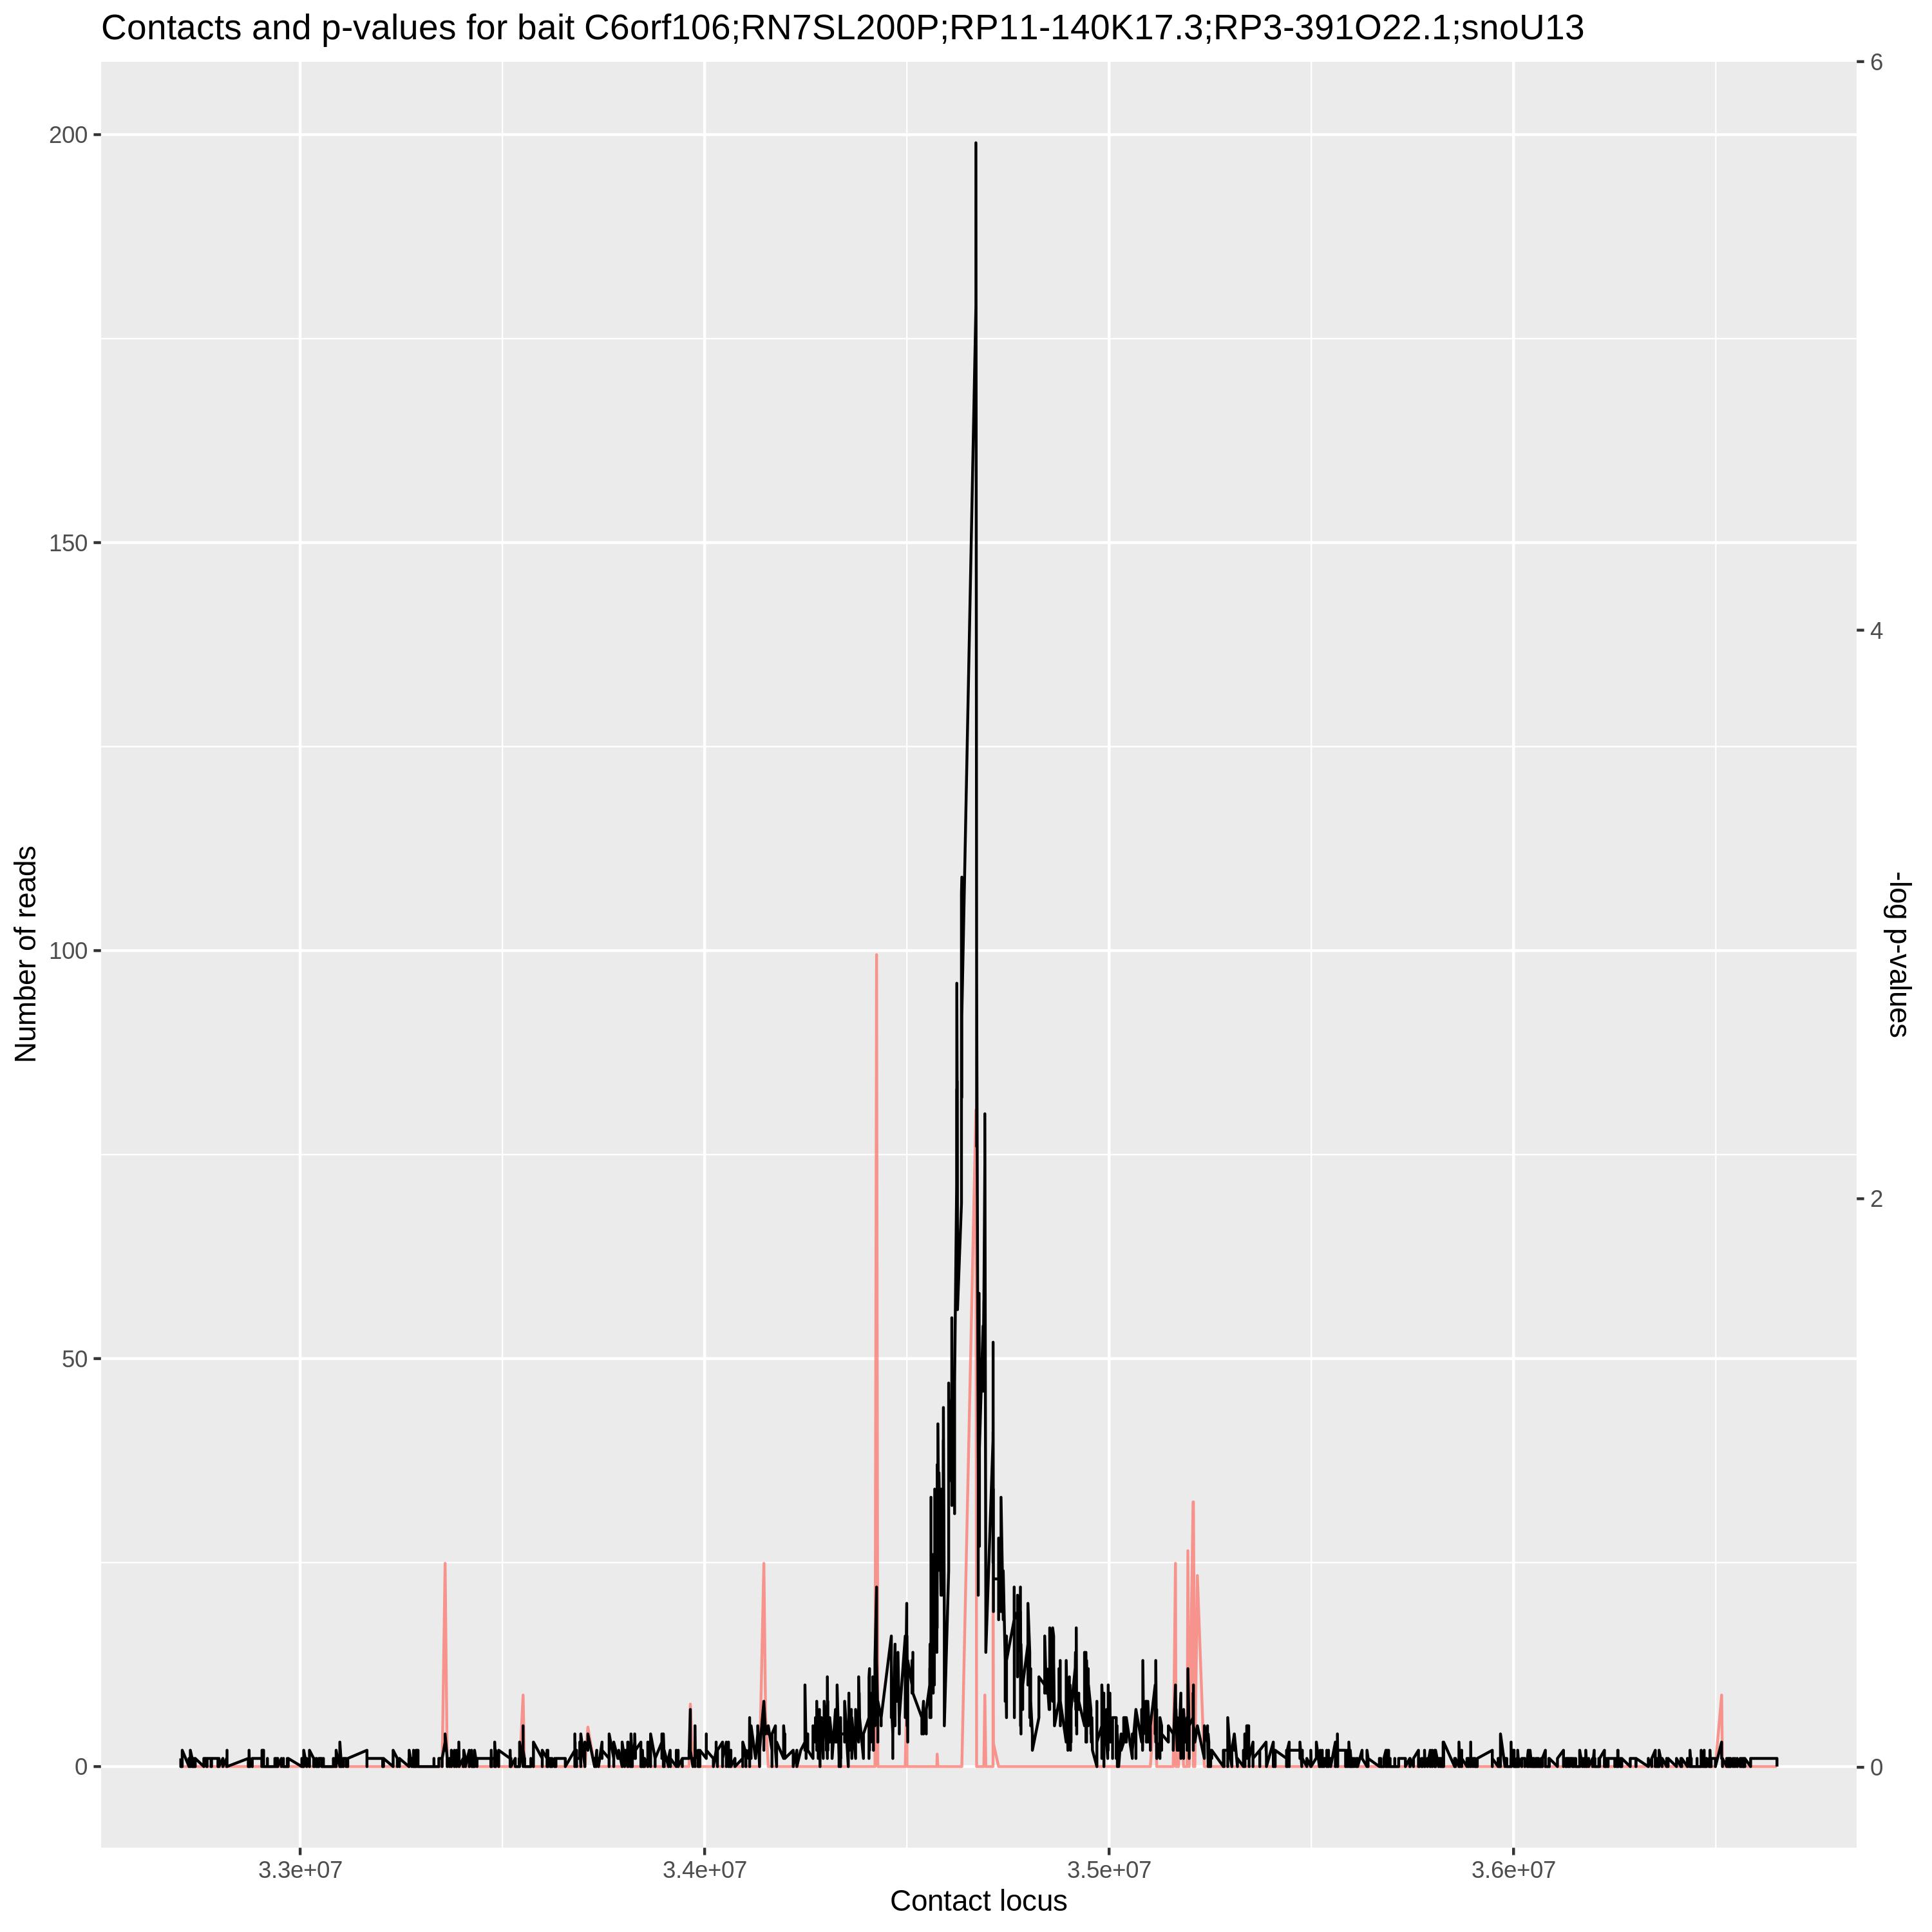 Contacts and p-values for bait C6orf106;RN7SL200P;RP11-140K17.3;RP3-391O22.1;snoU13
200
150
100
50
0
Number of reads
6
4
2
0
-log p-values
3.3e+07
3.4e+07
3.5e+07
3.6e+07
Contact locus